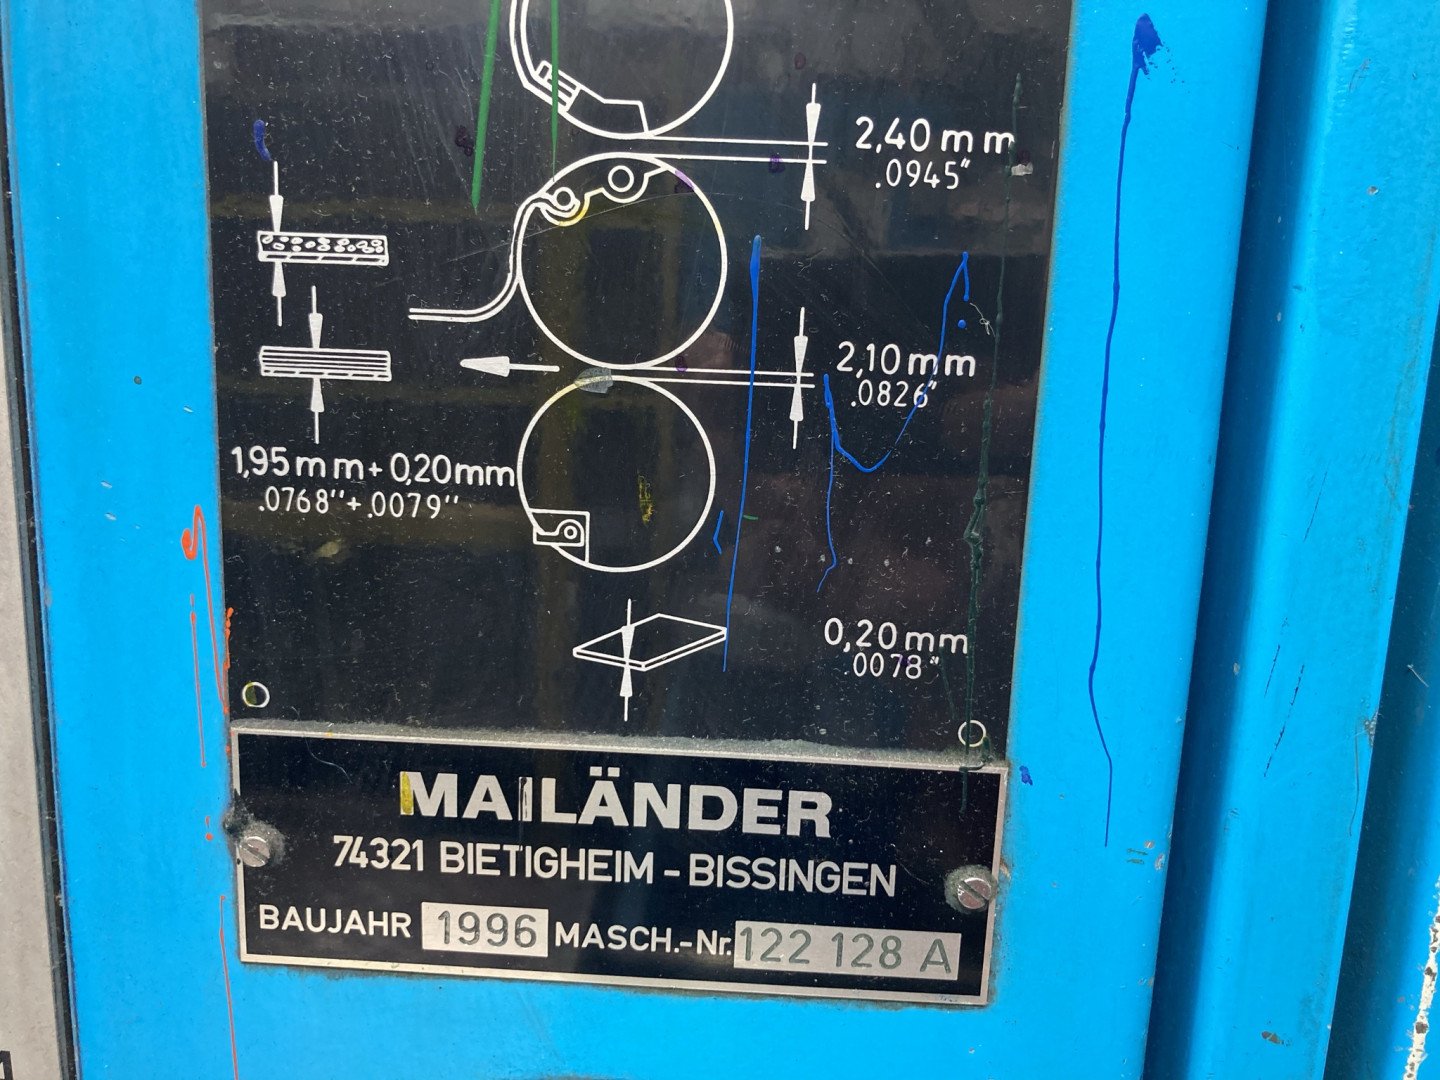 2,40 mm
.0945"
2,10 mm
.0826"
1,95 mm + 0,20 mm
.0768"+.0079"
0,20 mm
.0078"
MAILÄNDER
74321 BIETIGHEIM - BISSINGEN
BAUJAHR 1996 MASCH.-Nr. 122 128 A